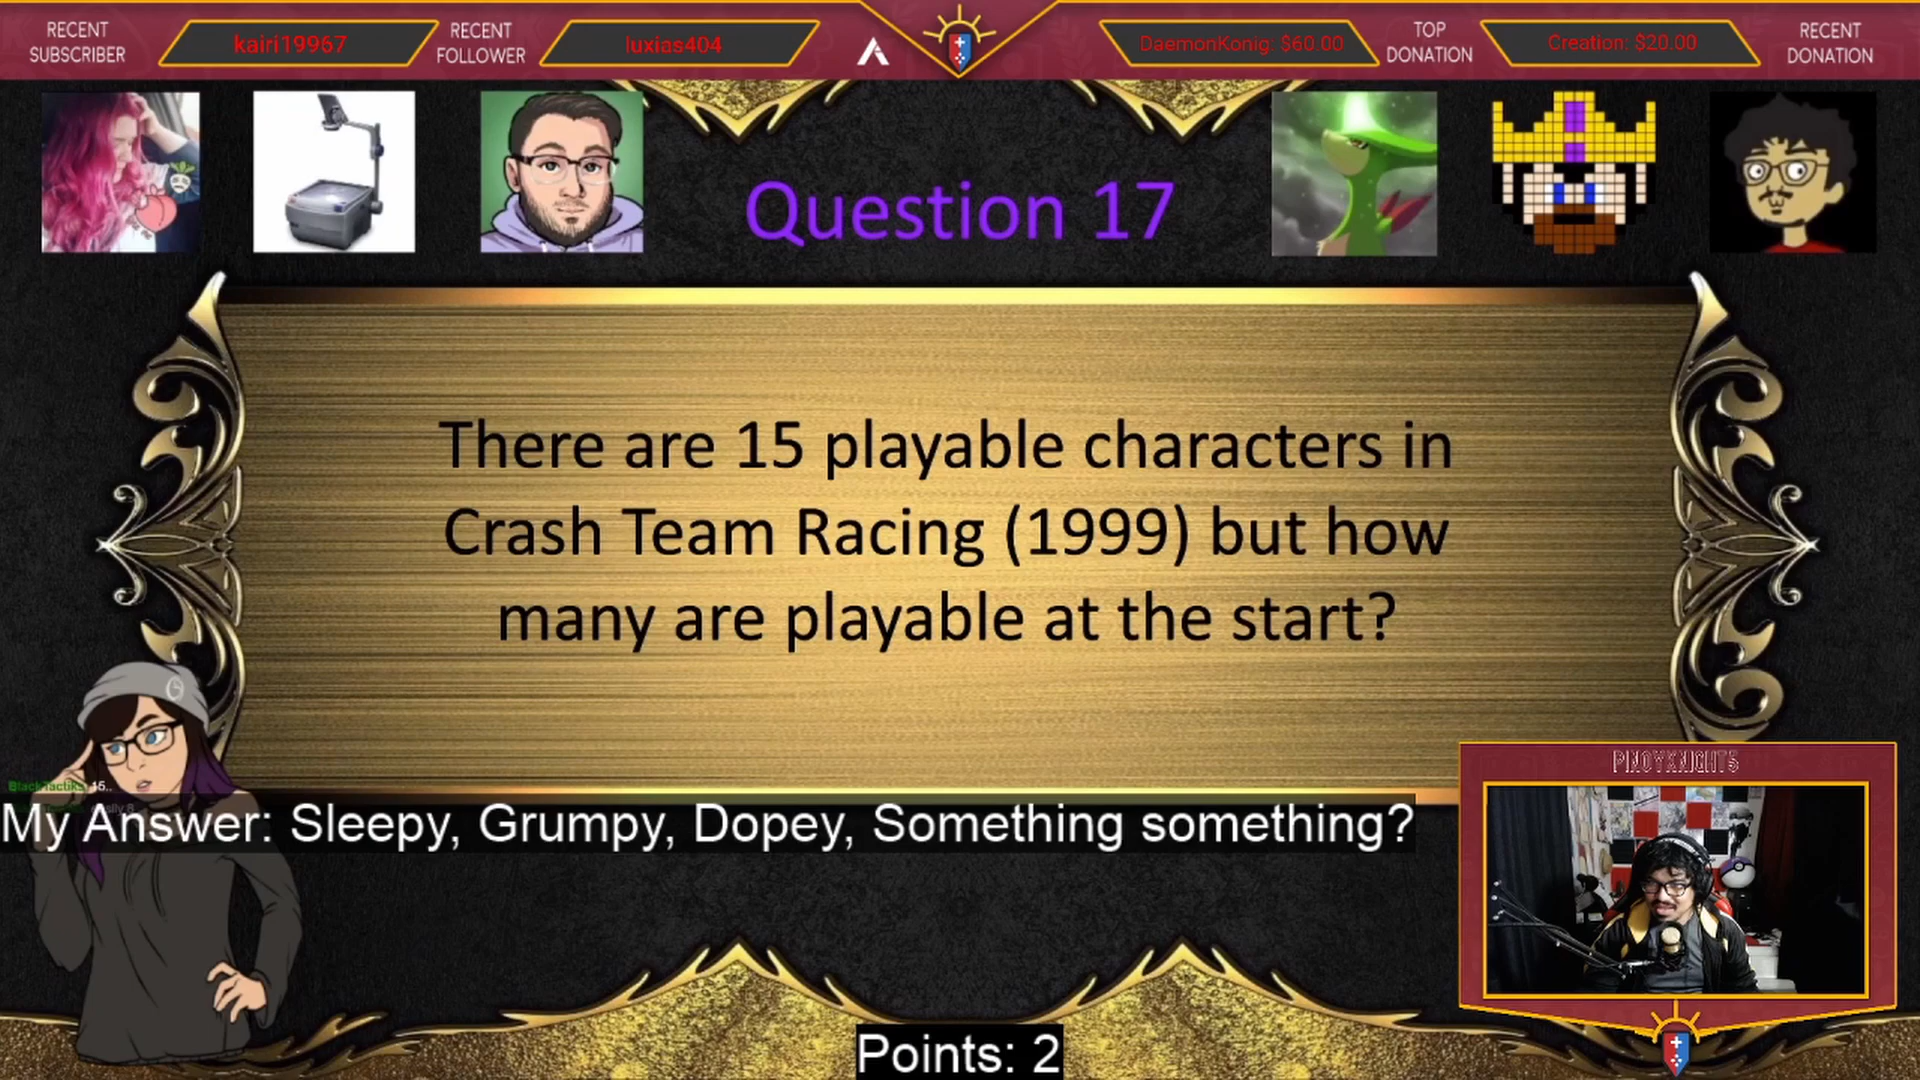 RECENT
SUBSCRIBER
kairi19967
RECENT
FOLLOWER
luxias404
DaemonKonig: $60.00
TOP
DONATION
Creation: $20.00
RECENT
DONATION
Question 17
There are 15 playable characters in
Crash Team Racing (1999) but how
many are playable at the start?
PINOYKNIGHTS
BlackTactiks 15..
My Answer: Sleepy, Grumpy, Dopey, Something something?
Points: 2